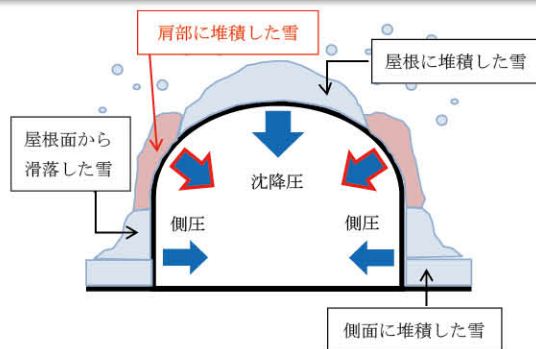 肩部に堆積した雪
屋根に堆積した雪
屋根面から
滑落した雪
沈降圧
側圧
側圧
側面に堆積した雪